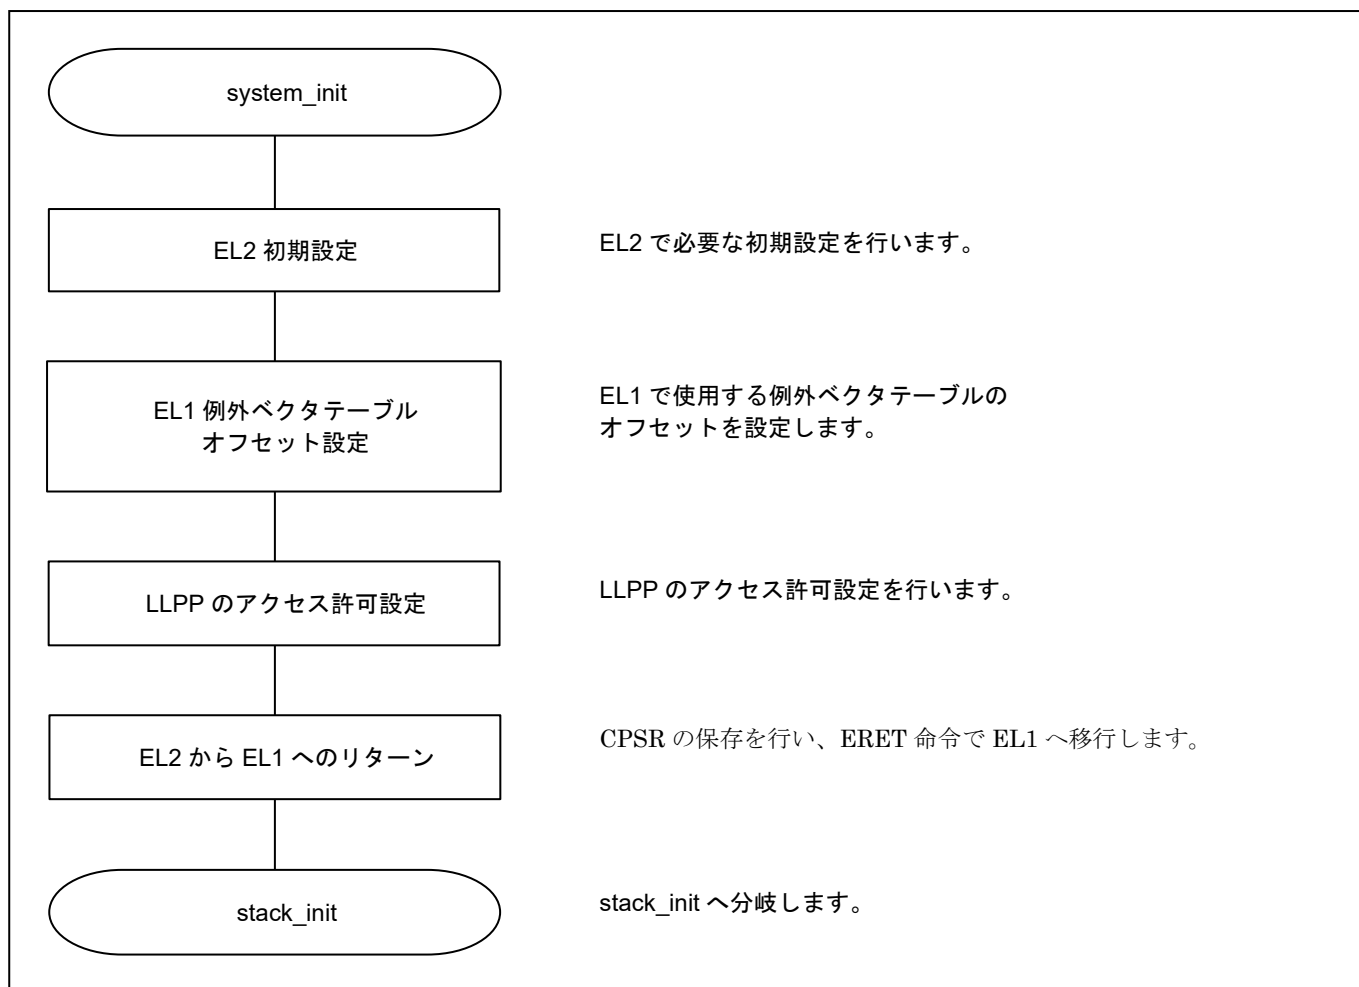 system_init
EL2 初期設定
EL2 で必要な初期設定を行います。
EL1 例外ベクタテーブル
オフセット設定
EL1 で使用する例外ベクタテーブルの
オフセットを設定します。
LLPP のアクセス許可設定
LLPP のアクセス許可設定を行います。
EL2 から EL1 へのリターン
CPSR の保存を行い、ERET 命令で EL1 へ移行します。
stack_init
stack_init へ分岐します。